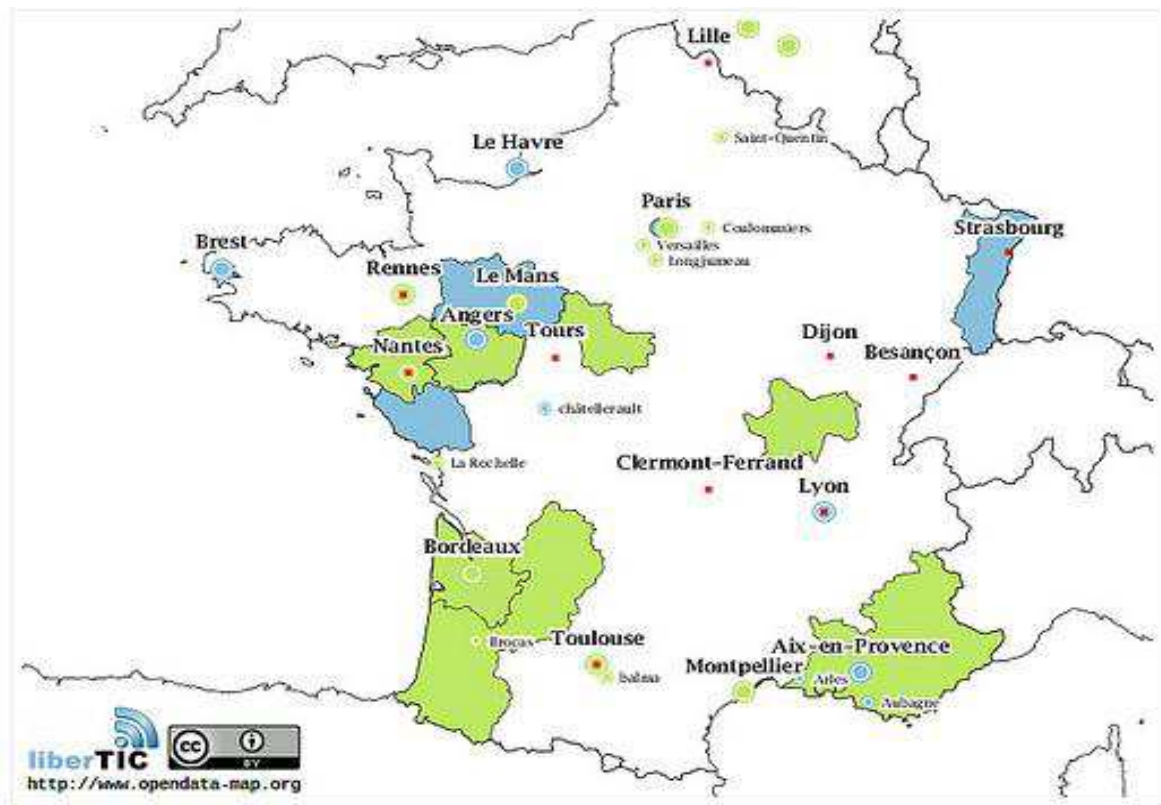 Lille
Saint-Quentin
Le Havre
Paris
Coulommiers
Versailles
Longjumeau
Strasbourg
Brest
Rennes
Le Mans
Angers
Tours
Nantes
Dijon
Besançon
châtellerault
La Rochelle
Clermont-Ferrand
Lyon
Bordeaux
Brocas
Toulouse
balma
Aix-en-Provence
Montpellier
Arles
Aubagne
liberTIC
cc
BY
http://www.opendata-map.org